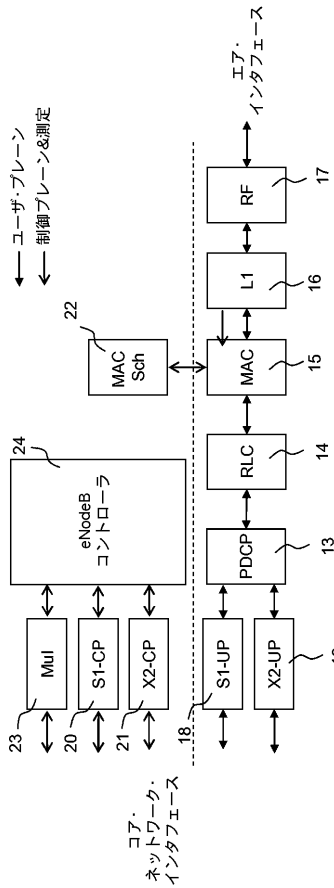 ユーザ・プレーン
制御プレーン&測定
22
MAC
Sch
24
eNodeB
コントローラ
Mul
23
S1-CP
20
X2-CP
21
コア・
ネットワーク・
インタフェース
エア・
インタフェース
18
S1-UP
X2-UP
PDCP
13
RLC
14
MAC
15
L1
16
RF
17